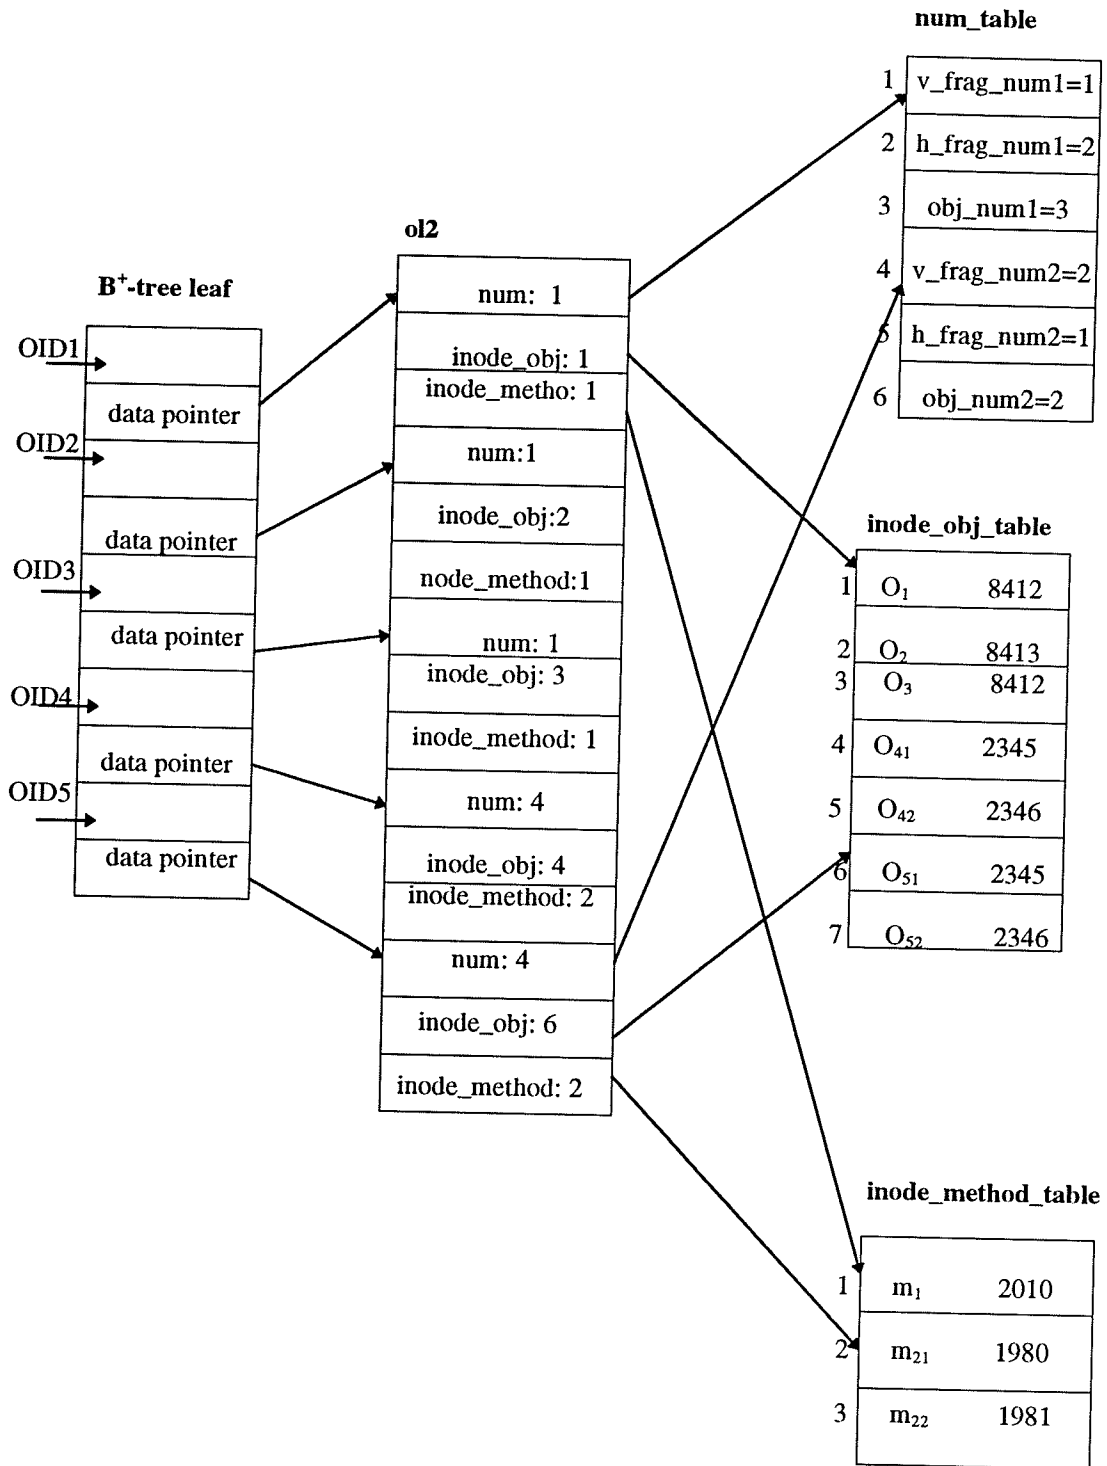 num_table
1 v_frag_num1=1
2 h_frag_num1=2
3 obj_num1=3
4 v_frag_num2=2
5 h_frag_num2=1
6 obj_num2=2
B+-tree leaf
OID1
data pointer
OID2
data pointer
OID3
data pointer
OID4
data pointer
OID5
data pointer
ol2
num: 1
inode_obj: 1
inode_metho: 1
num:1
inode_obj:2
node_method:1
num: 1
inode_obj: 3
inode_method: 1
num: 4
inode_obj: 4
inode_method: 2
num: 4
inode_obj: 6
inode_method: 2
inode_obj_table
1 O1 8412
2 O2 8413
3 O3 8412
4 O41 2345
5 O42 2346
6 O51 2345
7 O52 2346
inode_method_table
1 m1 2010
2 m21 1980
3 m22 1981